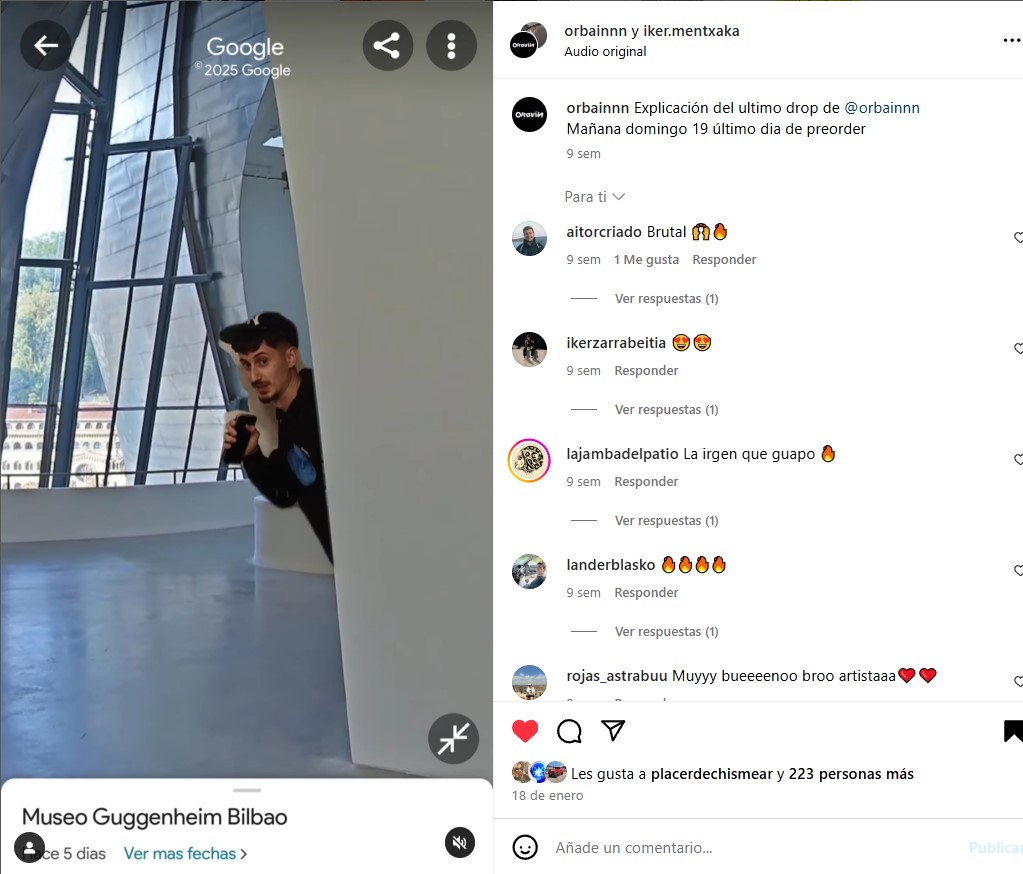 Google
©2025 Google
Museo Guggenheim Bilbao
Hace 5 días
Ver mas fechas >
orbainnn y iker.mentxaka
Audio original
orbainnn Explicación del ultimo drop de @orbainnn
Mañana domingo 19 último dia de preorder
9 sem
Para ti
aitorcriado Brutal 🫶🔥
9 sem 1 Me gusta Responder
Ver respuestas (1)
ikerzarrabeitia 😍😍
9 sem Responder
Ver respuestas (1)
lajambadelpatio La irgen que guapo 🔥
9 sem Responder
Ver respuestas (1)
landerblasko 🔥🔥🔥🔥
9 sem Responder
Ver respuestas (1)
rojas_astrabuu Muyyy bueeeenoo broo artistaaa❤️❤️
Les gusta a placerdechismear y 223 personas más
18 de enero
Añade un comentario...
Publicar